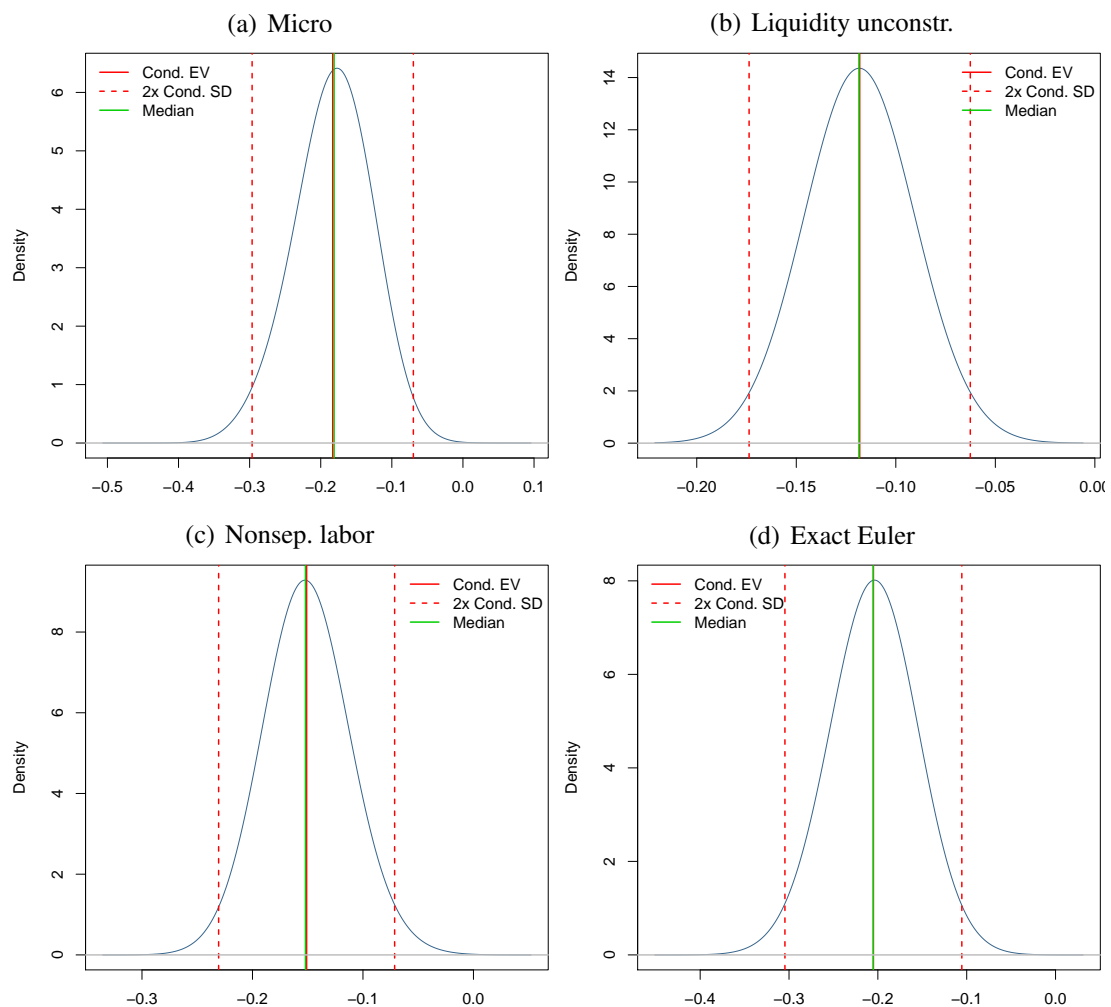 (a) Micro
Cond. EV
2x Cond. SD
Median
Density
0 1 2 3 4 5 6
−0.5 −0.4 −0.3 −0.2 −0.1 0.0 0.1
(b) Liquidity unconstr.
Cond. EV
2x Cond. SD
Median
Density
0 2 4 6 8 10 12 14
−0.20 −0.15 −0.10 −0.05 0.00
(c) Nonsep. labor
Cond. EV
2x Cond. SD
Median
Density
0 2 4 6 8
−0.3 −0.2 −0.1 0.0
(d) Exact Euler
Cond. EV
2x Cond. SD
Median
Density
0 2 4 6 8
−0.4 −0.3 −0.2 −0.1 0.0